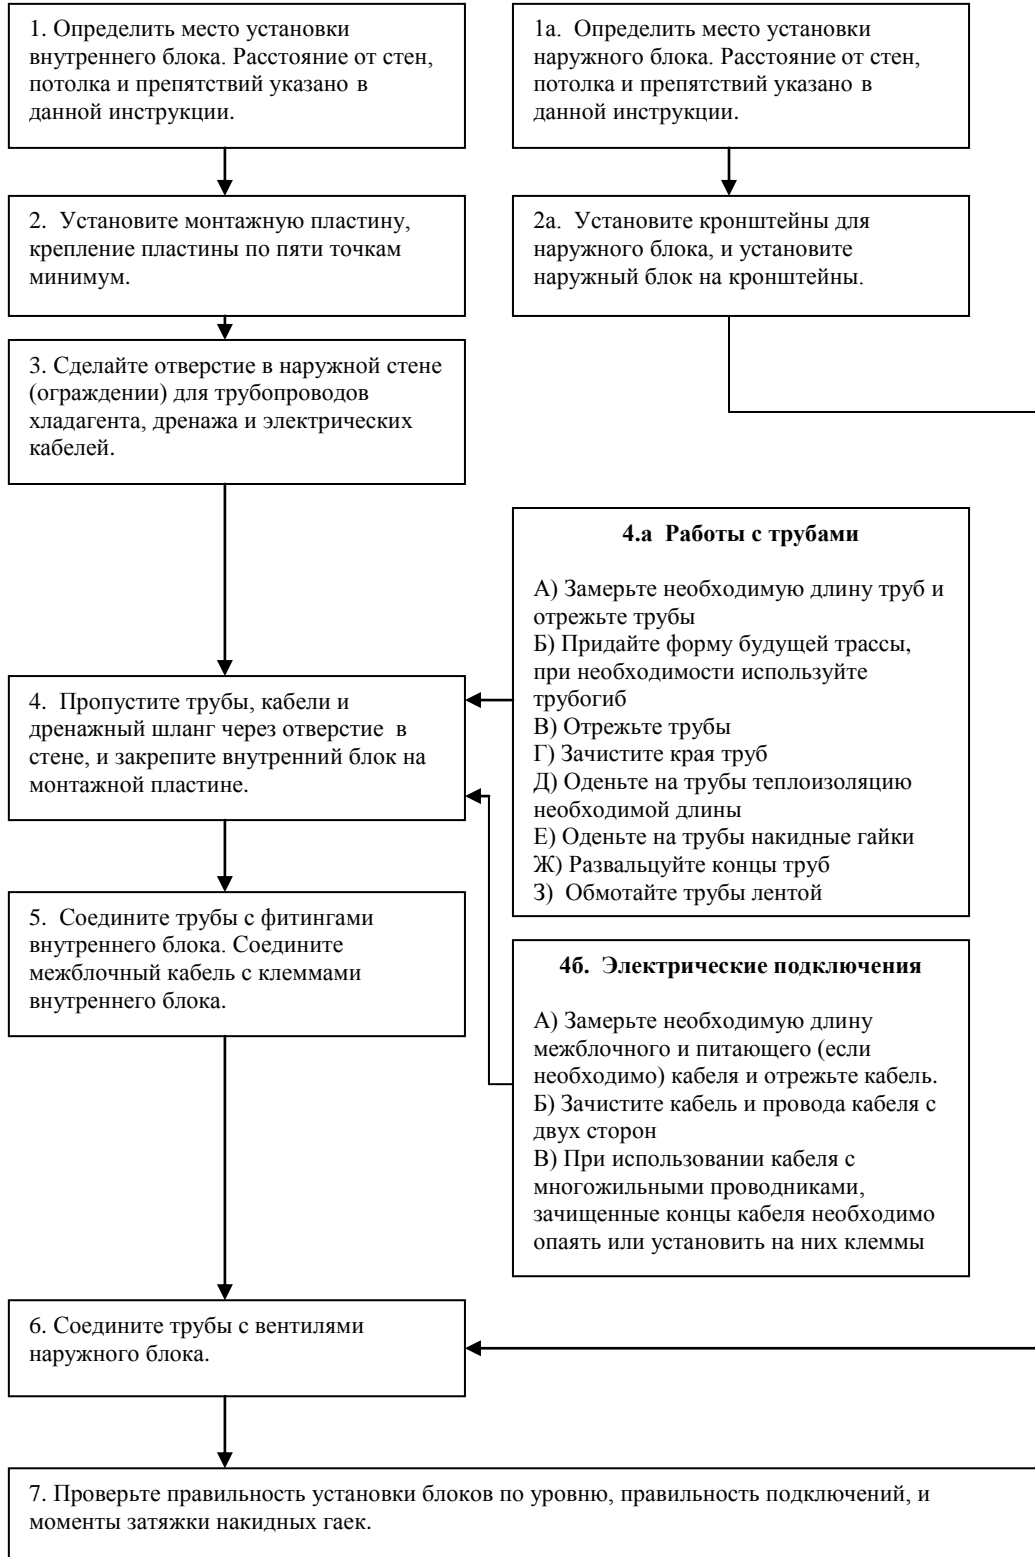 1. Определить место установки
внутреннего блока. Расстояние от стен,
потолка и препятствий указано в
данной инструкции.
1а. Определить место установки
наружного блока. Расстояние от стен,
потолка и препятствий указано в
данной инструкции.
2. Установите монтажную пластину,
крепление пластины по пяти точкам
минимум.
2а. Установите кронштейны для
наружного блока, и установите
наружный блок на кронштейны.
3. Сделайте отверстие в наружной стене
(ограждении) для трубопроводов
хладагента, дренажа и электрических
кабелей.
4.а Работы с трубами
А) Замерьте необходимую длину труб и
отрежьте трубы
Б) Придайте форму будущей трассы,
при необходимости используйте
трубогиб
В) Отрежьте трубы
Г) Зачистите края труб
Д) Оденьте на трубы теплоизоляцию
необходимой длины
Е) Оденьте на трубы накидные гайки
Ж) Развальцуйте концы труб
З) Обмотайте трубы лентой
4. Пропустите трубы, кабели и
дренажный шланг через отверстие в
стене, и закрепите внутренний блок на
монтажной пластине.
5. Соедините трубы с фитингами
внутреннего блока. Соедините
межблочный кабель с клеммами
внутреннего блока.
4б. Электрические подключения
А) Замерьте необходимую длину
межблочного и питающего (если
необходимо) кабеля и отрежьте кабель.
Б) Зачистите кабель и провода кабеля с
двух сторон
В) При использовании кабеля с
многожильными проводниками,
зачищенные концы кабеля необходимо
опаять или установить на них клеммы
6. Соедините трубы с вентилями
наружного блока.
7. Проверьте правильность установки блоков по уровню, правильность подключений, и
моменты затяжки накидных гаек.